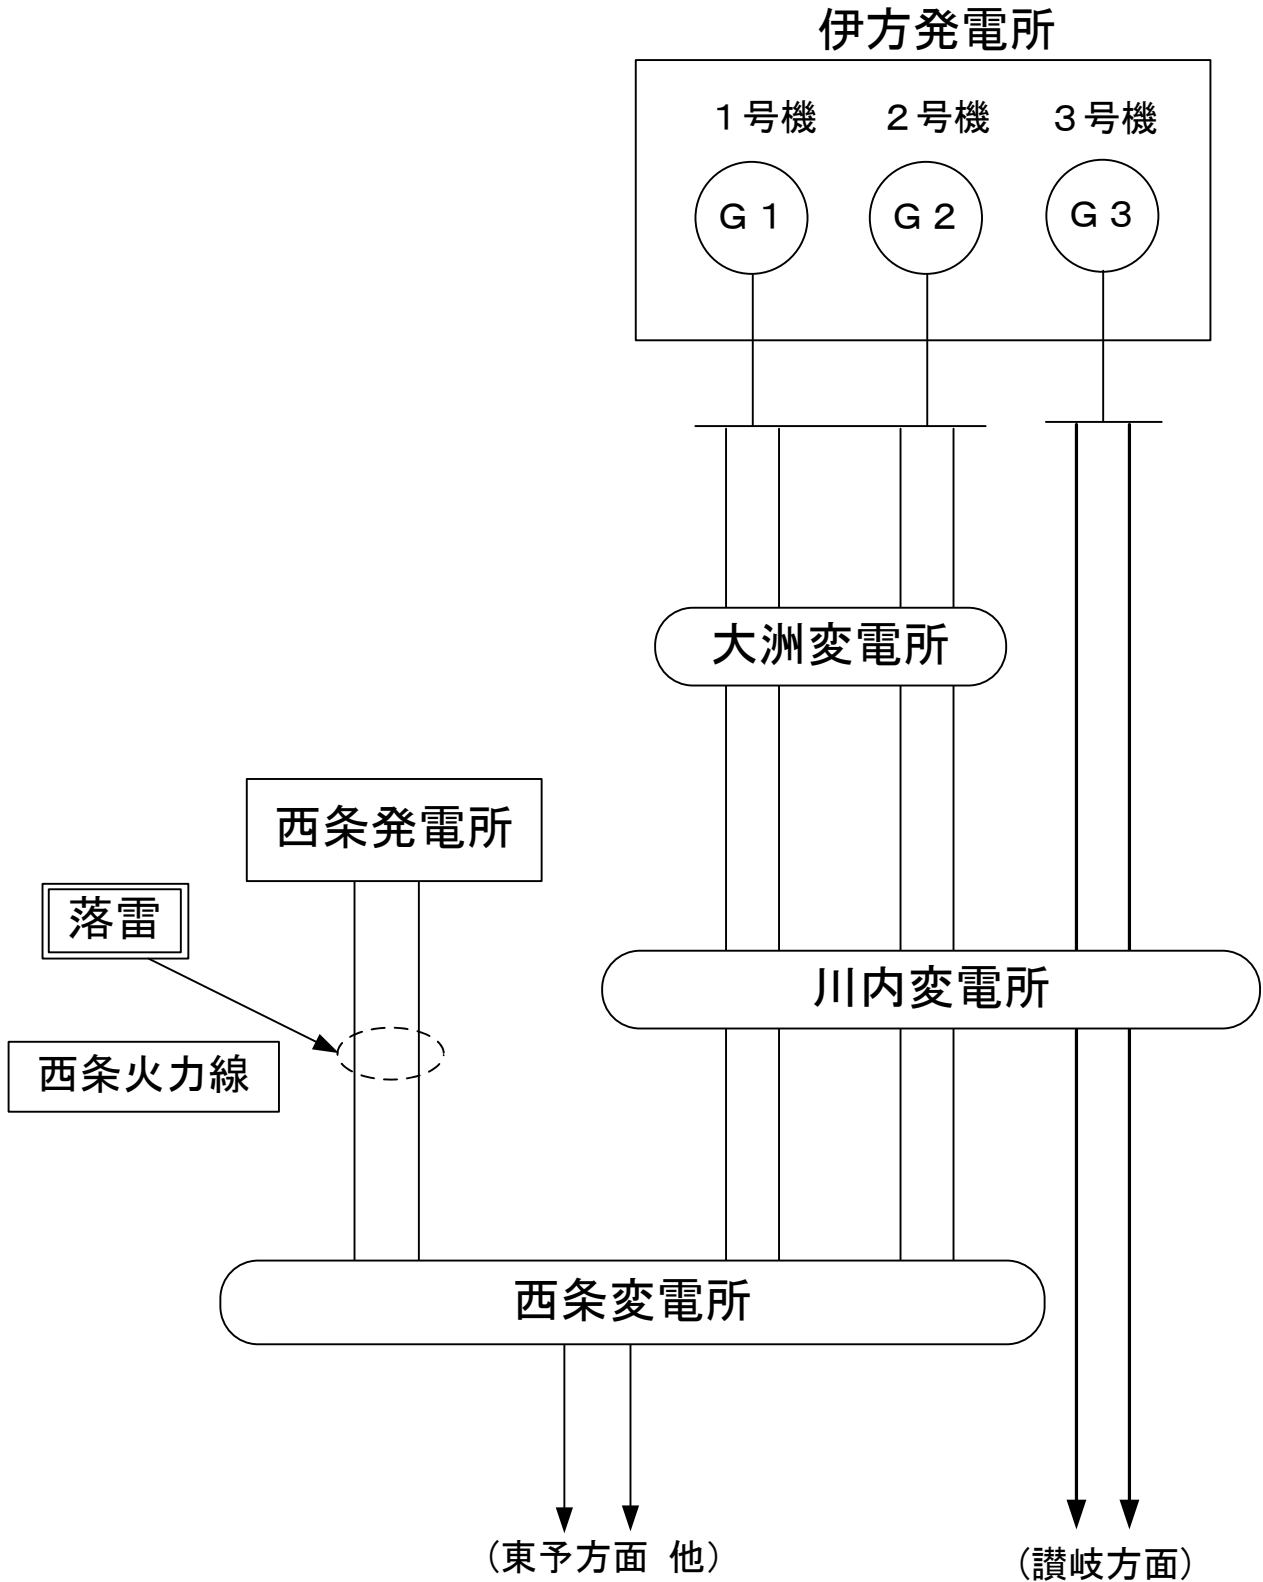 伊方発電所
1号機 2号機 3号機
G1 G2 G3
大洲変電所
西条発電所
落雷
川内変電所
西条火力線
西条変電所
(東予方面 他)
(讃岐方面)